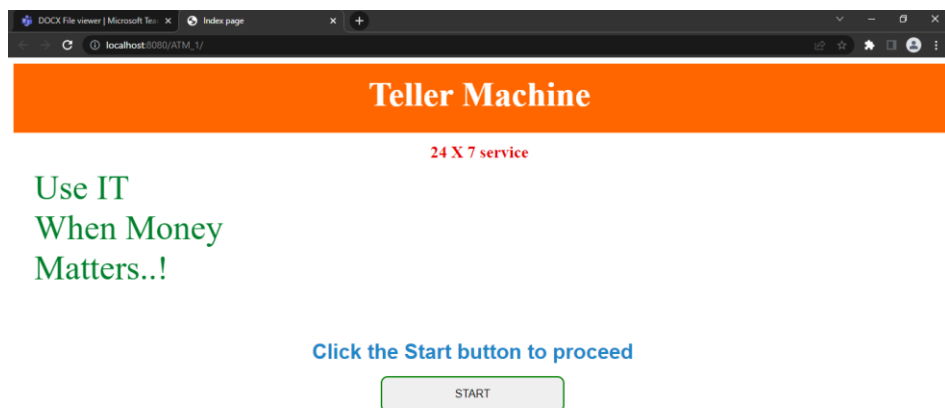 DOCX File viewer | Microsoft Tea
Index page
localhost:8080/ATM_1/
Teller Machine
24 X 7 service
Use IT
When Money
Matters..!
Click the Start button to proceed
START